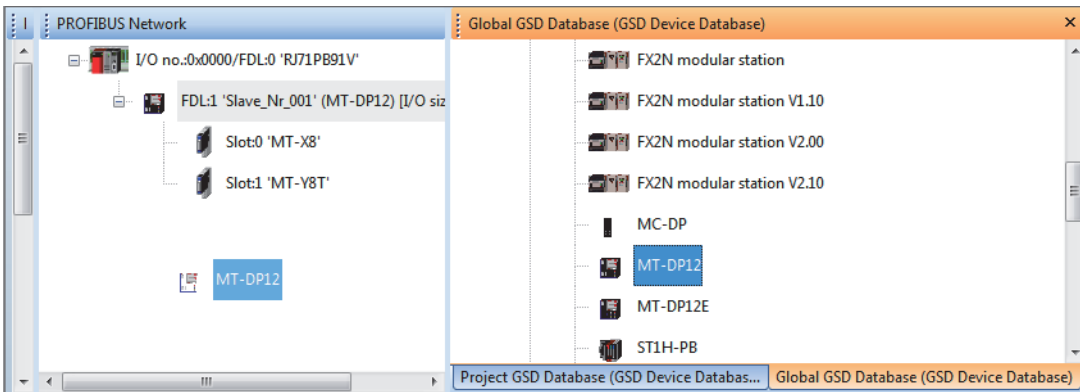 I
PROFIBUS Network
I/O no.:0x0000/FDL:0 'RJ71PB91V'
FDL:1 'Slave_Nr_001' (MT-DP12) [I/O siz
Slot:0 'MT-X8'
Slot:1 'MT-Y8T'
MT-DP12
Global GSD Database (GSD Device Database)
FX2N modular station
FX2N modular station V1.10
FX2N modular station V2.00
FX2N modular station V2.10
MC-DP
MT-DP12
MT-DP12E
ST1H-PB
Project GSD Database (GSD Device Databas...
Global GSD Database (GSD Device Database)